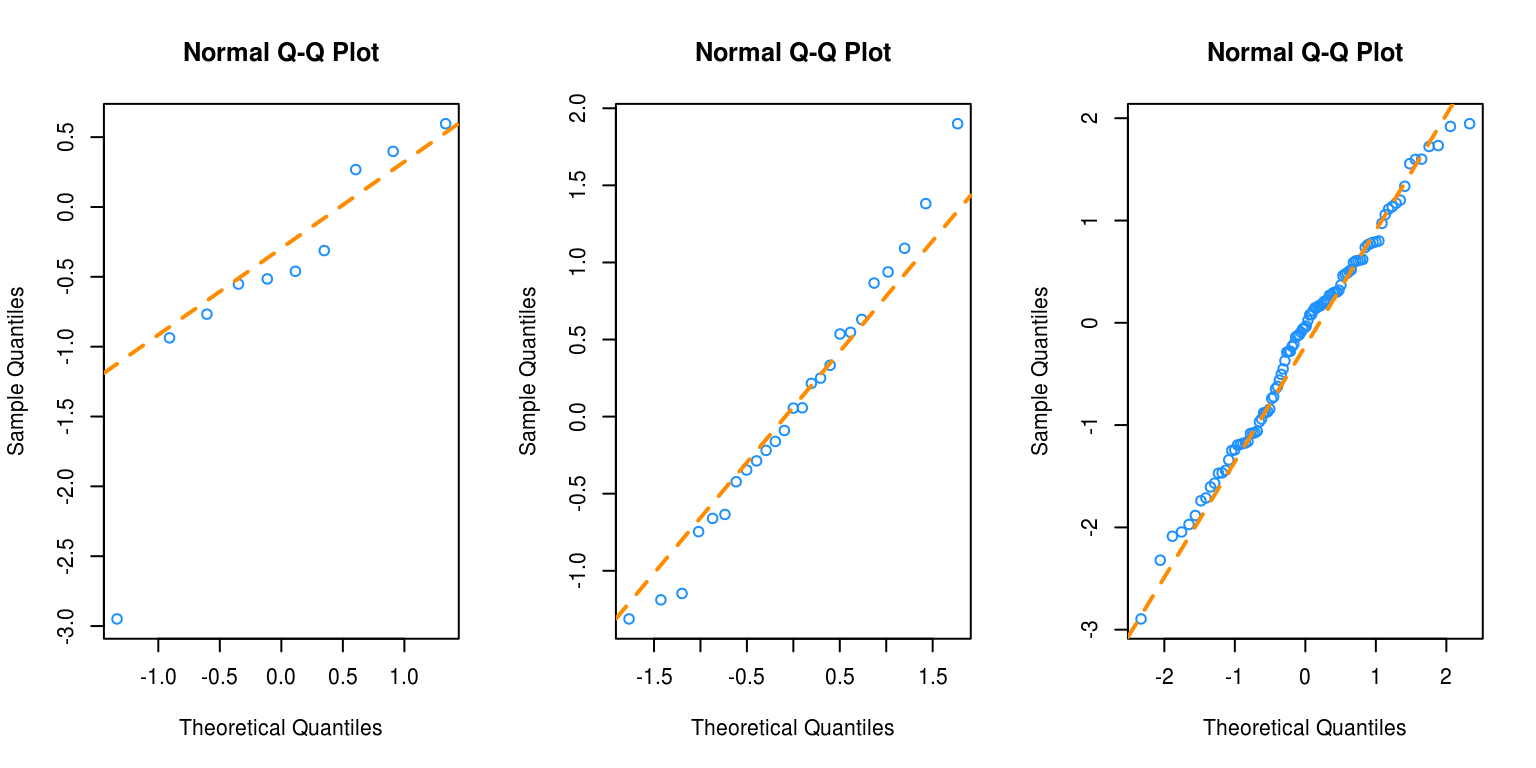 Normal Q-Q Plot
Sample Quantiles
0.5
0.0
-0.5
-1.0
-1.5
-2.0
-2.5
-3.0
-1.0 -0.5 0.0 0.5 1.0
Theoretical Quantiles
Normal Q-Q Plot
Sample Quantiles
2.0
1.5
1.0
0.5
0.0
-0.5
-1.0
-1.5 -0.5 0.5 1.5
Theoretical Quantiles
Normal Q-Q Plot
Sample Quantiles
2
1
0
-1
-2
-3
-2 -1 0 1 2
Theoretical Quantiles